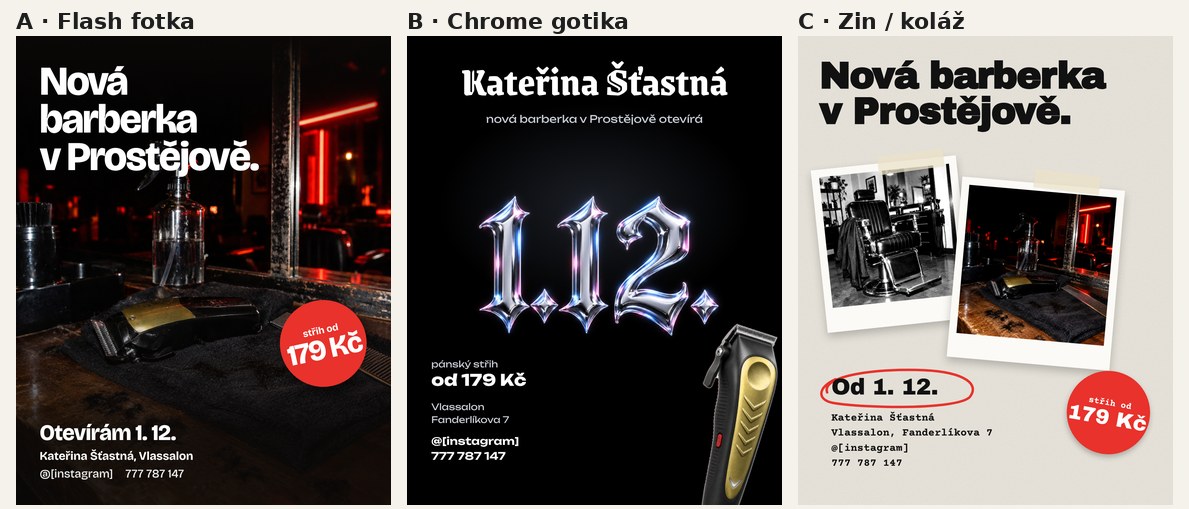 A · Flash fotka
Nová
barberka
v Prostějově.
střih od
179 Kč
Otevírám 1. 12.
Kateřina Šťastná, Vlassalon
@[instagram] 777 787 147
B · Chrome gotika
Kateřina Šťastná
nová barberka v Prostějově otevírá
1.12.
pánský střih
od 179 Kč
Vlassalon
Fanderlíkova 7
@[instagram]
777 787 147
C · Zin / koláž
Nová barberka
v Prostějově.
Od 1. 12.
Kateřina Šťastná
Vlassalon, Fanderlíkova 7
@[instagram]
777 787 147
střih od
179 Kč